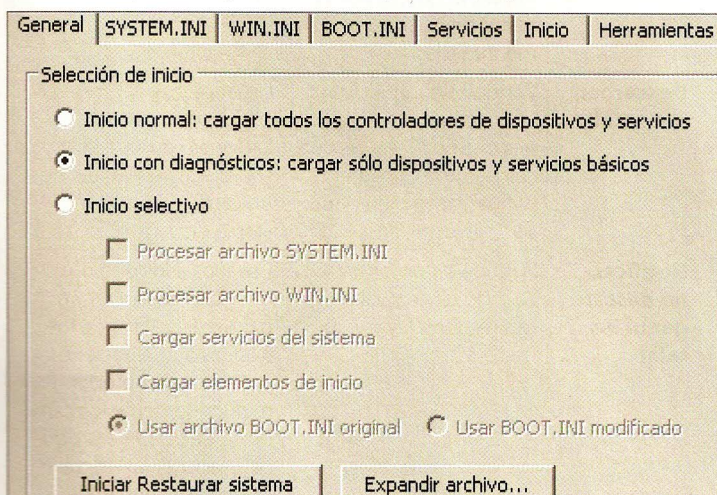 General SYSTEM.INI WIN.INI BOOT.INI Servicios Inicio Herramientas
Selección de inicio
Inicio normal: cargar todos los controladores de dispositivos y servicios
Inicio con diagnósticos: cargar sólo dispositivos y servicios básicos
Inicio selectivo
Procesar archivo SYSTEM.INI
Procesar archivo WIN.INI
Cargar servicios del sistema
Cargar elementos de inicio
Usar archivo BOOT.INI original Usar BOOT.INI modificado
Iniciar Restaurar sistema Expandir archivo...